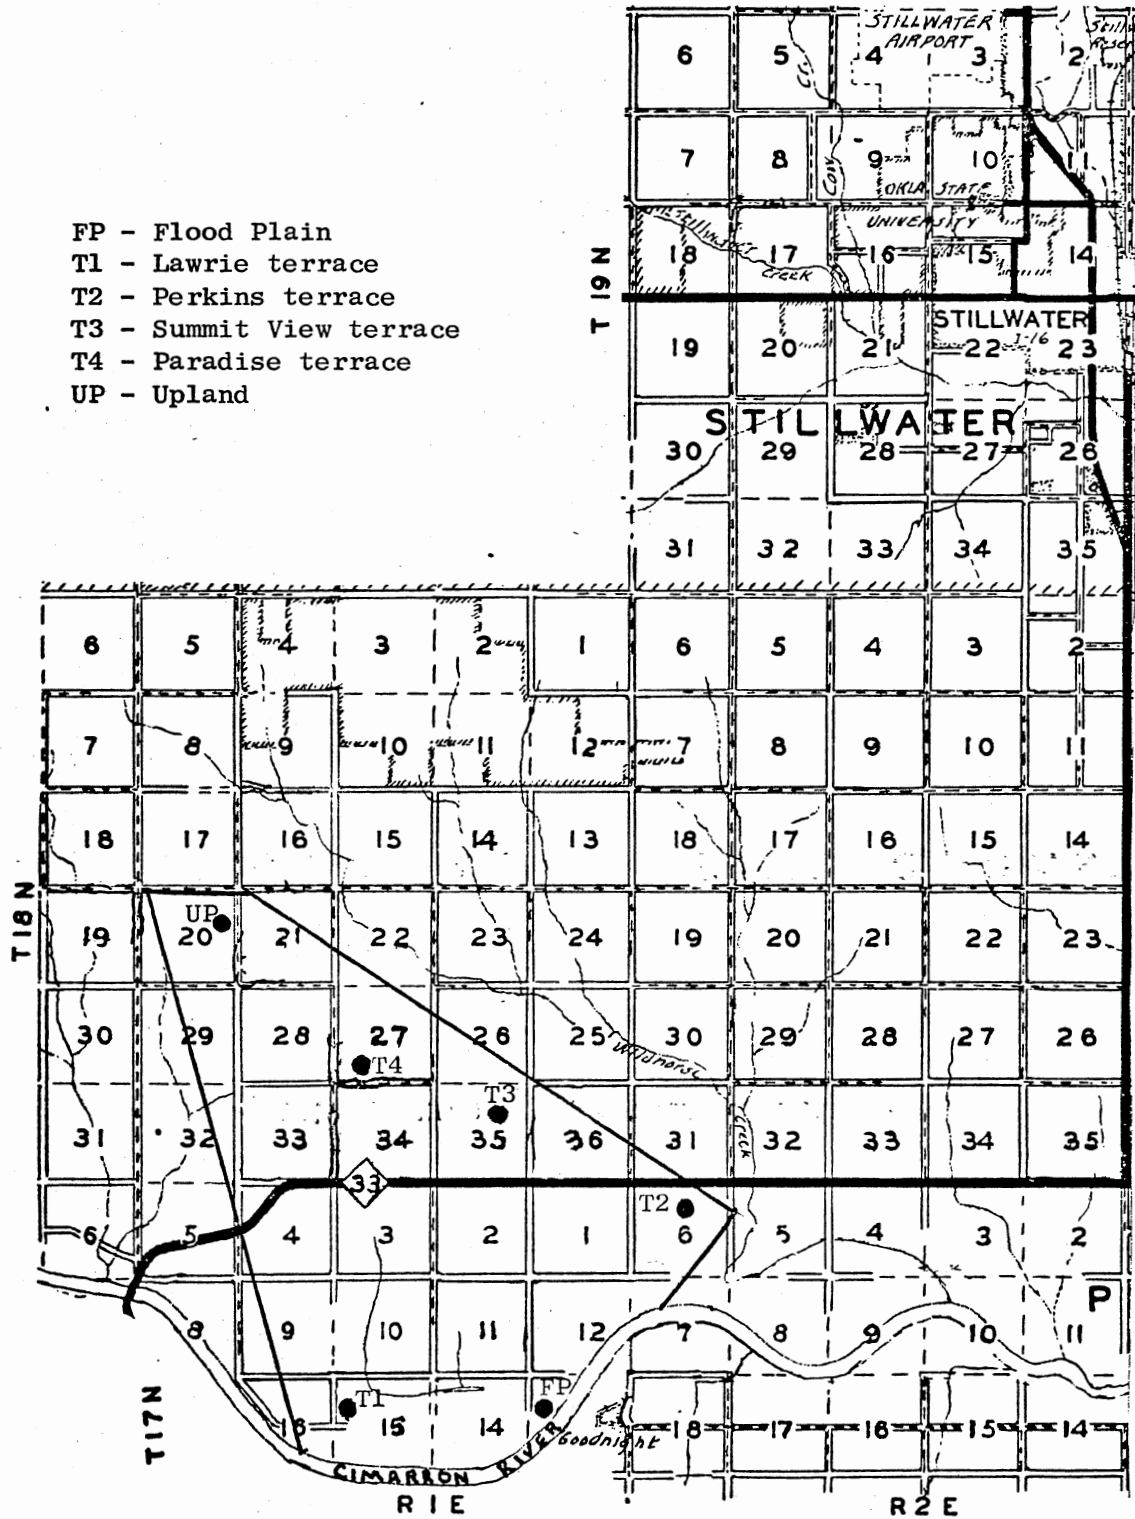 FP - Flood Plain
T1 - Lawrie terrace
T2 - Perkins terrace
T3 - Summit View terrace
T4 - Paradise terrace
UP - Upland
STILLWATER
AIRPORT
6 5 4 3 2
Cr.
7 8 9 10 11
Cow
OKLA STATE
UNIVERSITY
18 17 16 15 14
Stillwater
Creek
T 19 N
STILLWATER
19 20 21 22 23
I-16
STILLWATER
30 29 28 27 26
31 32 33 34 35
6 5 4 3 2 1 6 5 4 3 2
7 8 9 10 11 12 7 8 9 10 11
18 17 16 15 14 13 18 17 16 15 14
T18N
UP
19 20 21 22 23 24 19 20 21 22 23
30 29 28 27 26 25 30 29 28 27 26
Wildhorse
T4
T3
31 32 33 34 35 36 31 32 33 34 35
Creek
33
T2
6 5 4 3 2 1 6 5 4 3 2
P
8 9 10 11 12 7 8 9 10 11
T1
FP
T17N
16 15 14 18 17 16 15 14
Goodnight
CIMARRON RIVER
R1E
R2E